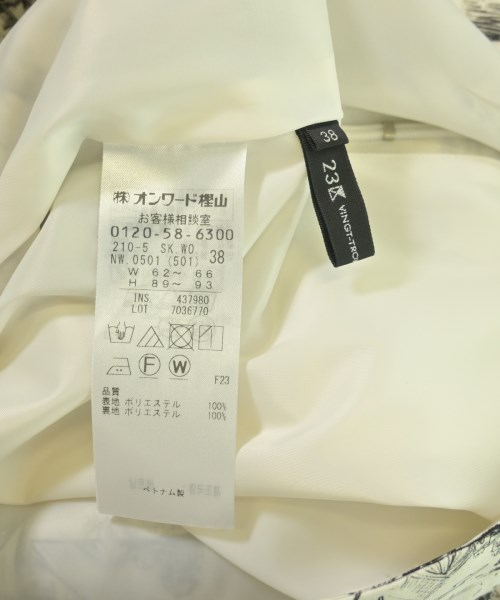 (株)オンワード樫山
お客様相談室
0120-58-6300
210-5 SK.WO
NW.0501 (501) 38
W 62～ 66
H 89～ 93
INS. 437980
LOT 7036770
F
W
F23
品質
表地 ポリエステル 100%
裏地 ポリエステル 100%
ベトナム製
38
23区
VINGT-TRO